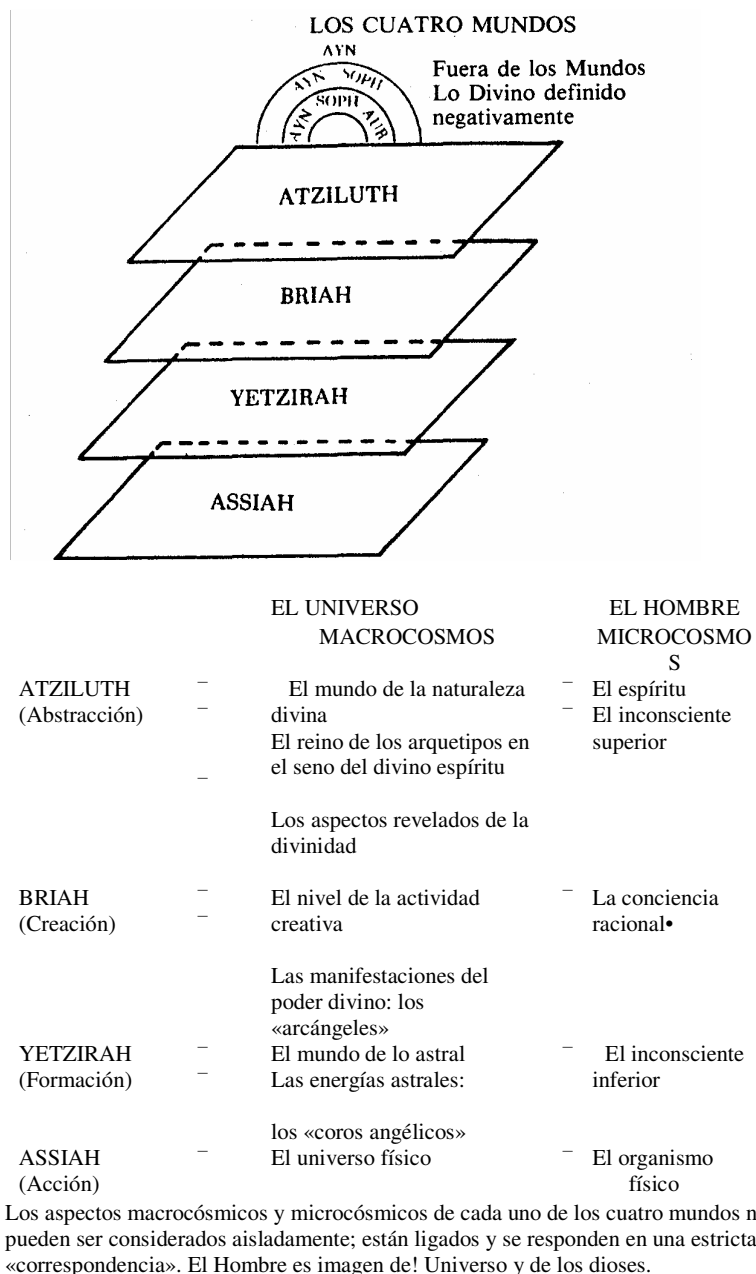 LOS CUATRO MUNDOS
AYN
AYN SOPH
AYN SOPH AUR
Fuera de los Mundos
Lo Divino definido
negativamente
ATZILUTH
BRIAH
YETZIRAH
ASSIAH
EL UNIVERSO
MACROCOSMOS
EL HOMBRE
MICROCOSMO
S
ATZILUTH
(Abstracción)
– El mundo de la naturaleza
– divina
El reino de los arquetipos en
el seno del divino espíritu
–
Los aspectos revelados de la
divinidad
– El espíritu
– El inconsciente
superior
BRIAH
(Creación)
– El nivel de la actividad
– creativa
Las manifestaciones del
poder divino: los
«arcángeles»
– La conciencia
racional•
YETZIRAH
(Formación)
– El mundo de lo astral
– Las energías astrales:
los «coros angélicos»
– El inconsciente
inferior
ASSIAH
(Acción)
– El universo físico
– El organismo
físico
Los aspectos macrocósmicos y microcósmicos de cada uno de los cuatro mundos n
pueden ser considerados aisladamente; están ligados y se responden en una estricta
«correspondencia». El Hombre es imagen de! Universo y de los dioses.